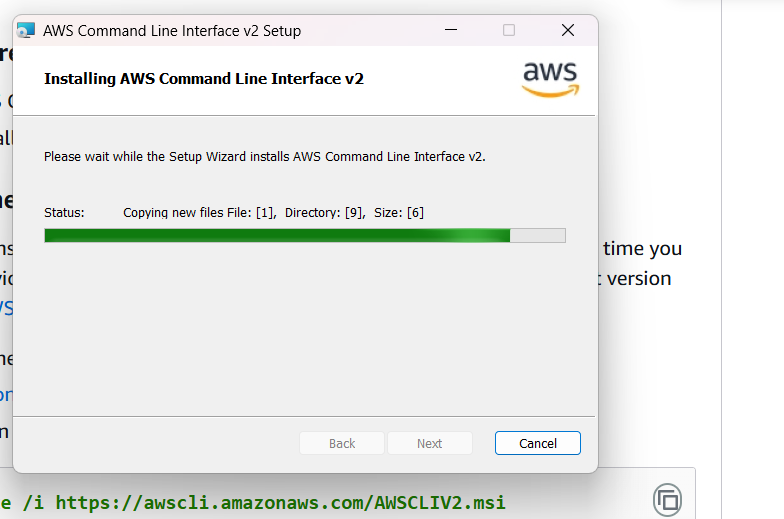 AWS Command Line Interface v2 Setup
Installing AWS Command Line Interface v2
aws
Please wait while the Setup Wizard installs AWS Command Line Interface v2.
Status: Copying new files File: [1], Directory: [9], Size: [6]
time you
version
Back Next Cancel
e /i https://awscli.amazonaws.com/AWSCLIV2.msi